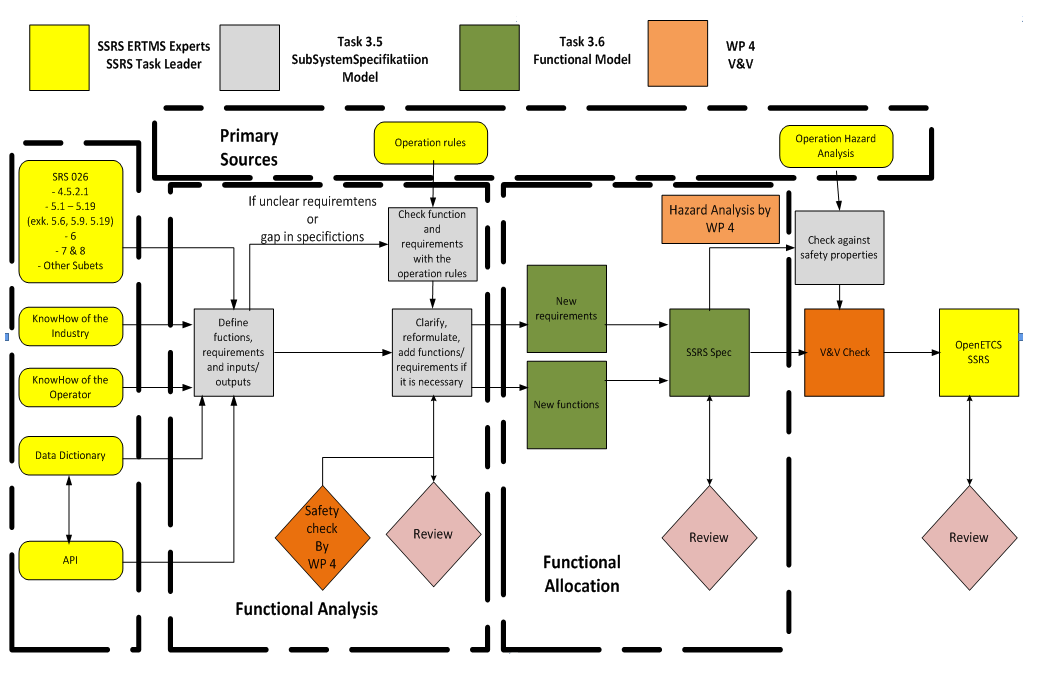 SSRS ERTMS Experts
SSRS Task Leader
Task 3.5
SubSystemSpecifikatiion
Model
Task 3.6
Functional Model
WP 4
V&V
Primary
Sources
Operation rules
Operation Hazard
Analysis
SRS 026
- 4.5.2.1
- 5.1 – 5.19
(exk. 5.6, 5.9. 5.19)
- 6
- 7 & 8
- Other Subets
KnowHow of the
Industry
KnowHow of the
Operator
Data Dictionary
API
If unclear requiremtens
or
gap in specifictions
Check function
and
requirements
with the
operation rules
Define
fuctions,
requirements
and inputs/
outputs
Clarify,
reformulate,
add functions/
requirements if
it is necessary
Safety
check
By
WP 4
Review
Functional Analysis
Hazard Analysis by
WP 4
New
requirements
New functions
SSRS Spec
Review
Functional
Allocation
Check against
safety properties
V&V Check
OpenETCS
SSRS
Review